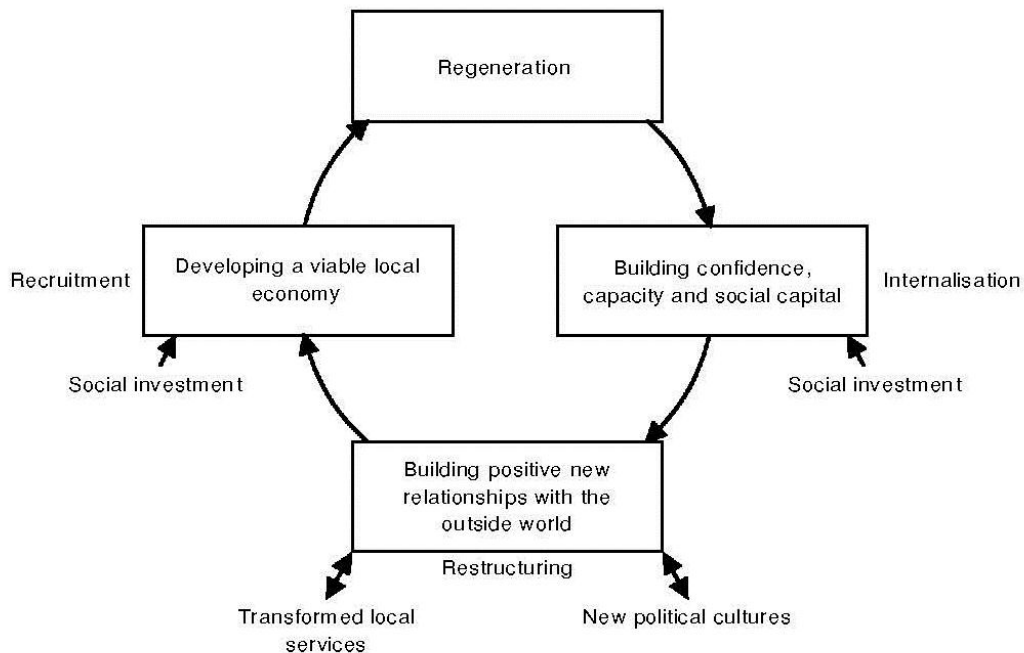 Regeneration
Recruitment
Developing a viable local
economy
Building confidence,
capacity and social capital
Internalisation
Social investment
Social investment
Building positive new
relationships with the
outside world
Restructuring
Transformed local
services
New political cultures